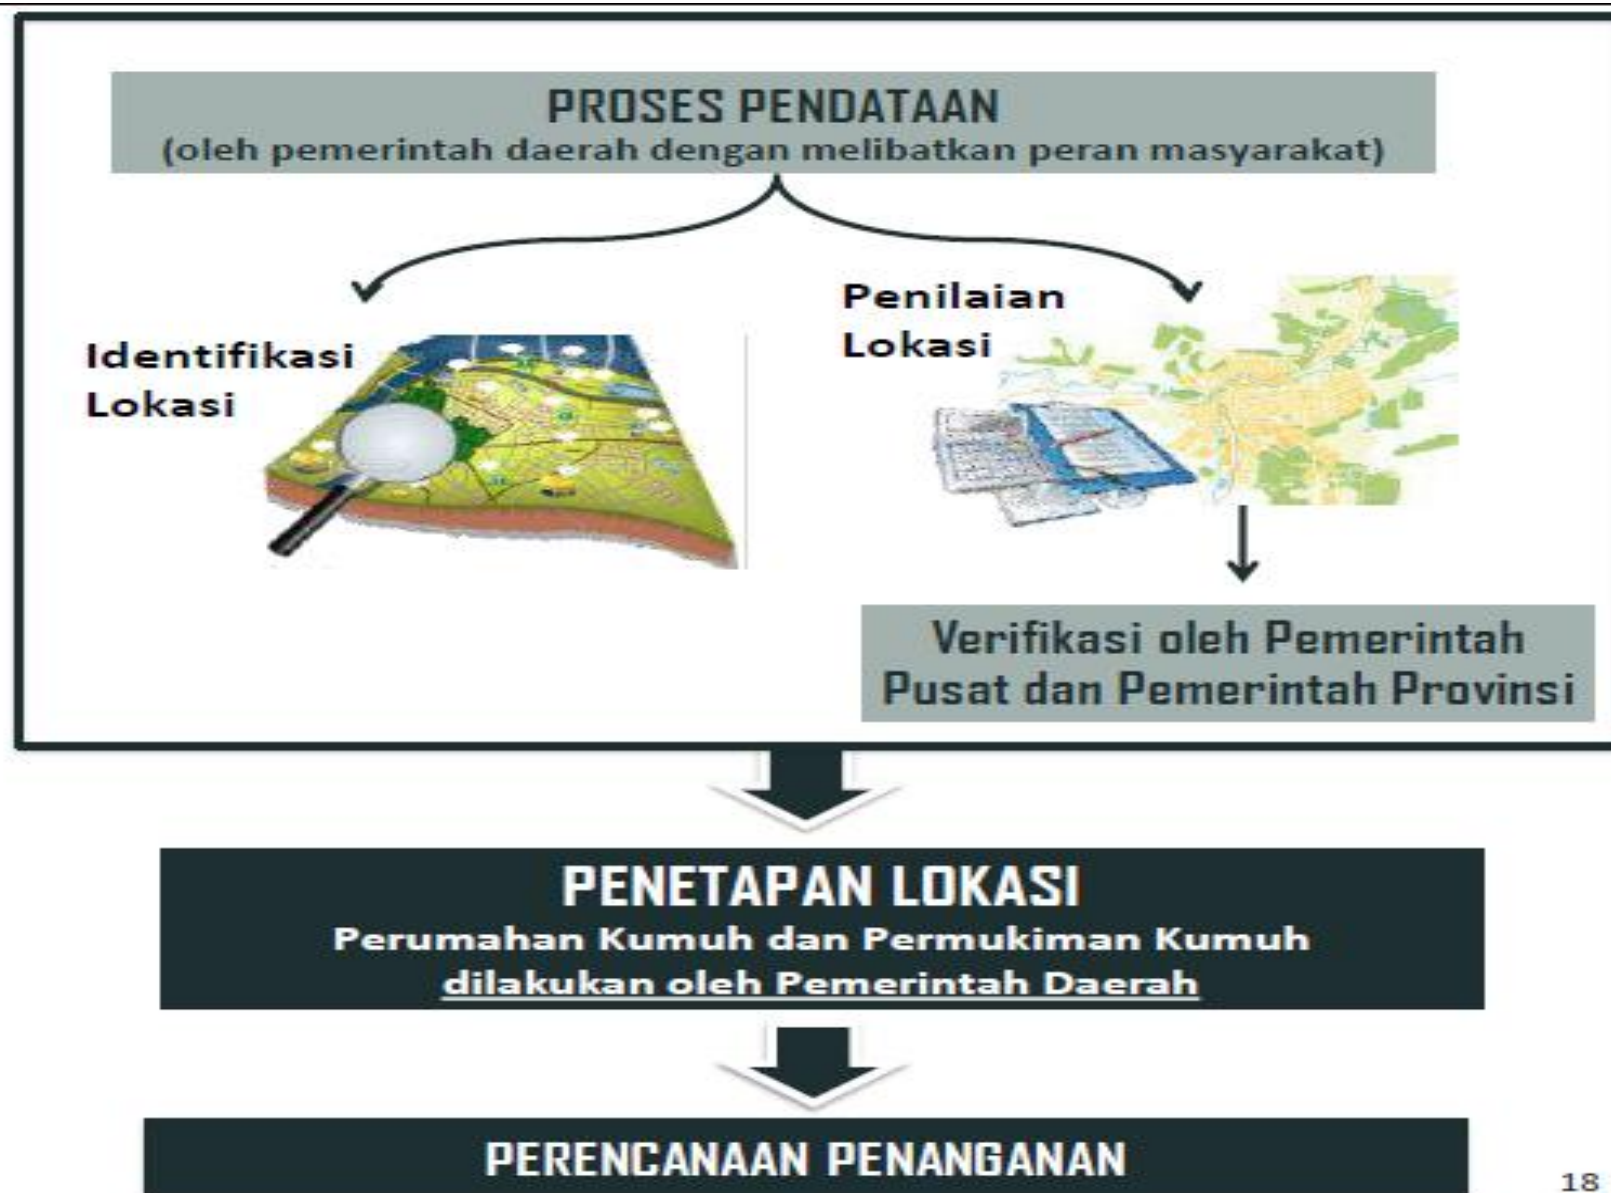 PROSES PENDATAAN
(oleh pemerintah daerah dengan melibatkan peran masyarakat)
Identifikasi
Lokasi
Penilaian
Lokasi
Verifikasi oleh Pemerintah
Pusat dan Pemerintah Provinsi
PENETAPAN LOKASI
Perumahan Kumuh dan Permukiman Kumuh
dilakukan oleh Pemerintah Daerah
PERENCANAAN PENANGANAN
18